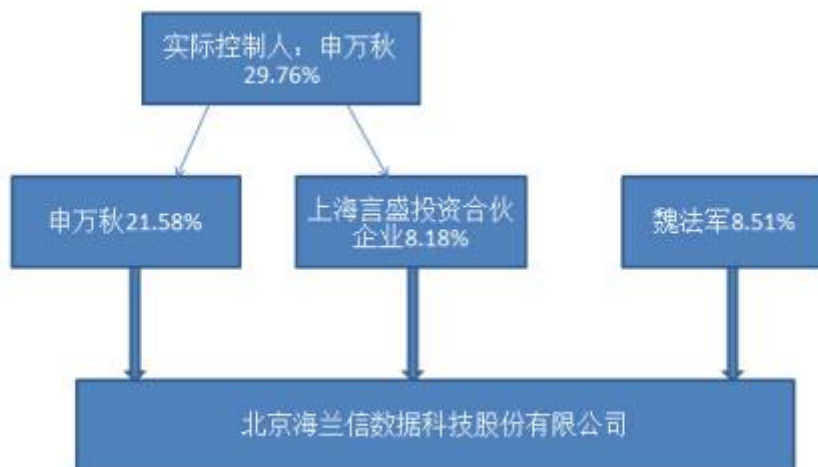 实际控制人：申万秋
29.76%
申万秋21.58%
上海言盛投资合伙
企业8.18%
魏法军8.51%
北京海兰信数据科技股份有限公司